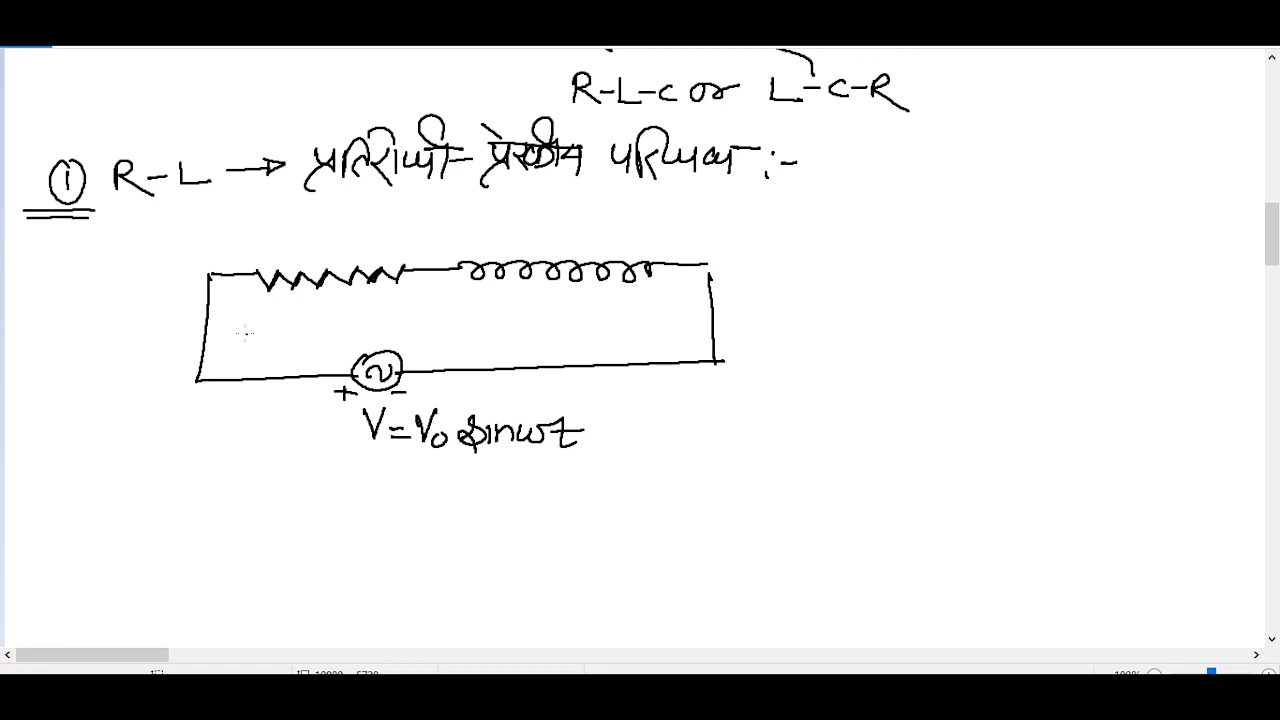 R-L-C or L-C-R
① R-L → प्रतिरोधी- प्रेरकीय परिपथ :-
+ -
V=V₀ sinωt